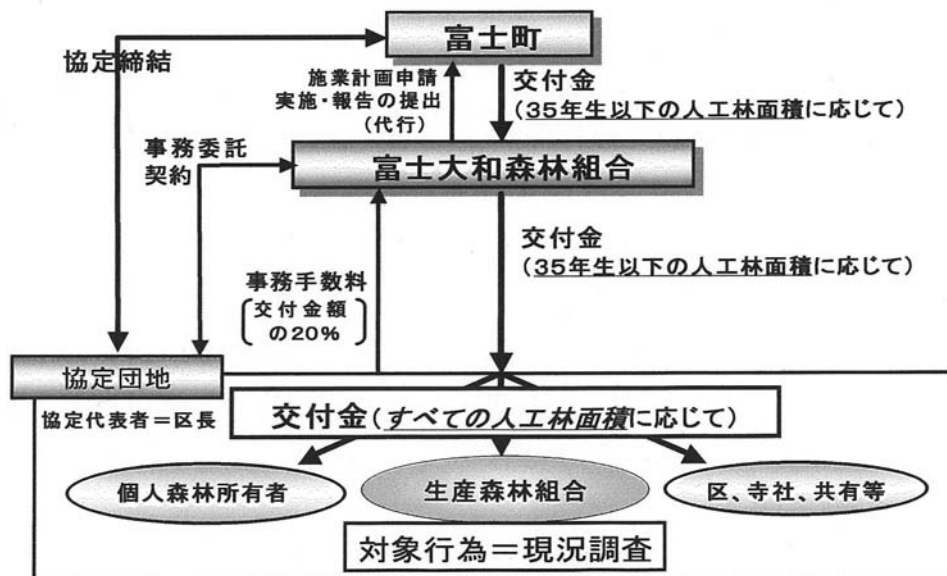 富士町
協定締結
施業計画申請
実施・報告の提出
(代行)
交付金
(35年生以下の人工林面積に応じて)
事務委託
契約
富士大和森林組合
交付金
(35年生以下の人工林面積に応じて)
事務手数料
交付金額
の20%
協定団地
協定代表者=区長
交付金(すべての人工林面積に応じて)
個人森林所有者
生産森林組合
区、寺社、共有等
対象行為=現況調査